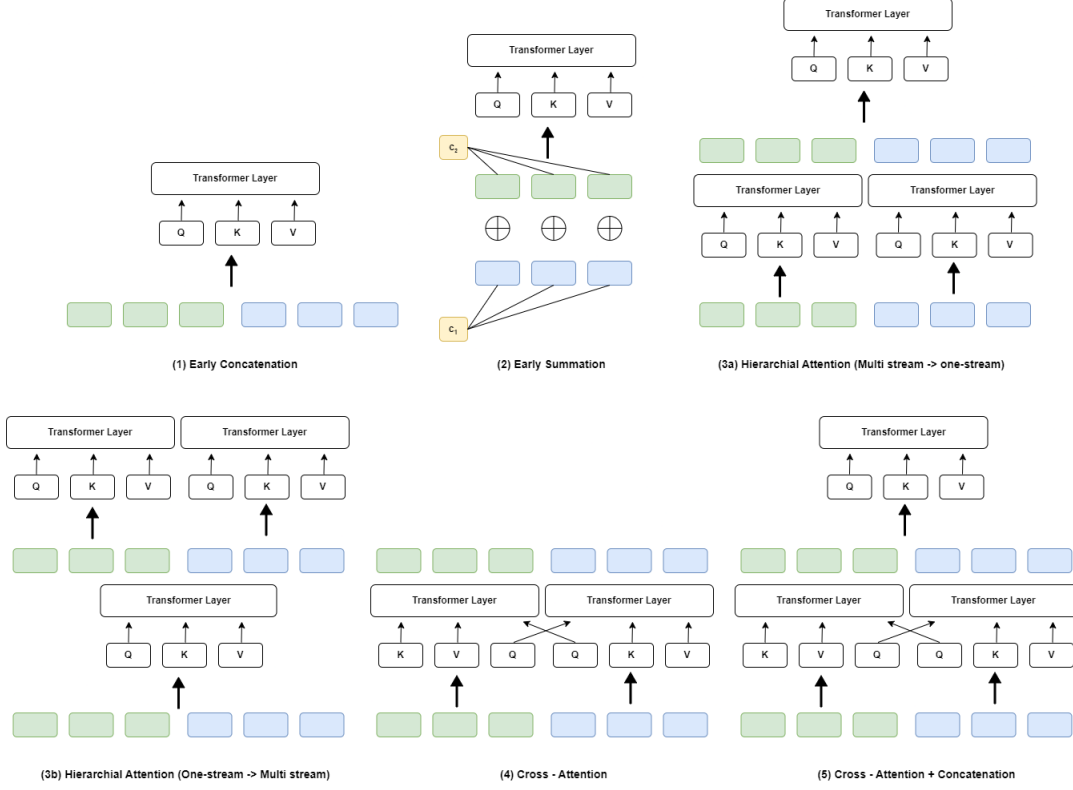 Transformer Layer
Q K V
(1) Early Concatenation
Transformer Layer
Q K V
C₂
C₁
(2) Early Summation
Transformer Layer
Q K V
Transformer Layer Transformer Layer
Q K V Q K V
(3a) Hierarchial Attention (Multi stream -> one-stream)
Transformer Layer Transformer Layer
Q K V Q K V
Transformer Layer
Q K V
(3b) Hierarchial Attention (One-stream -> Multi stream)
Transformer Layer Transformer Layer
K V Q Q K V
(4) Cross - Attention
Transformer Layer
Q K V
Transformer Layer Transformer Layer
K V Q Q K V
(5) Cross - Attention + Concatenation